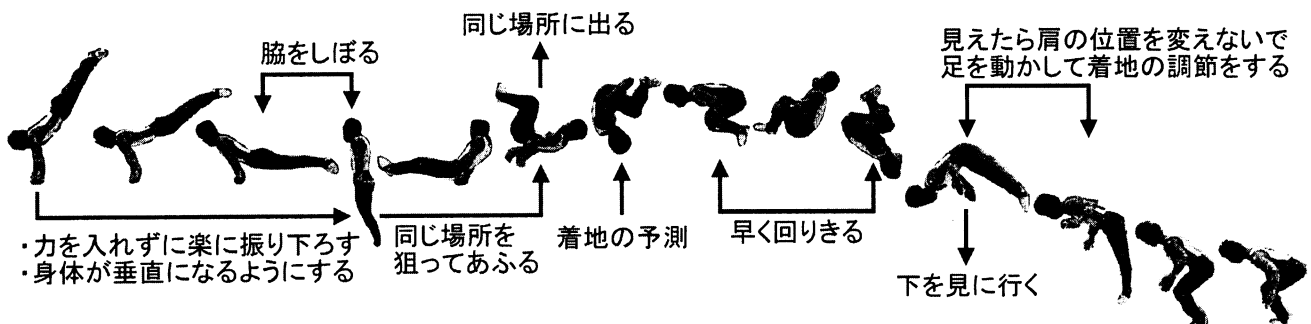 同じ場所に出る
脇をしぼる
見えたら肩の位置を変えないで
足を動かして着地の調節をする
・力を入れずに楽に振り下ろす
・身体が垂直になるようにする
同じ場所を
狙ってあふる
着地の予測
早く回りきる
下を見に行く